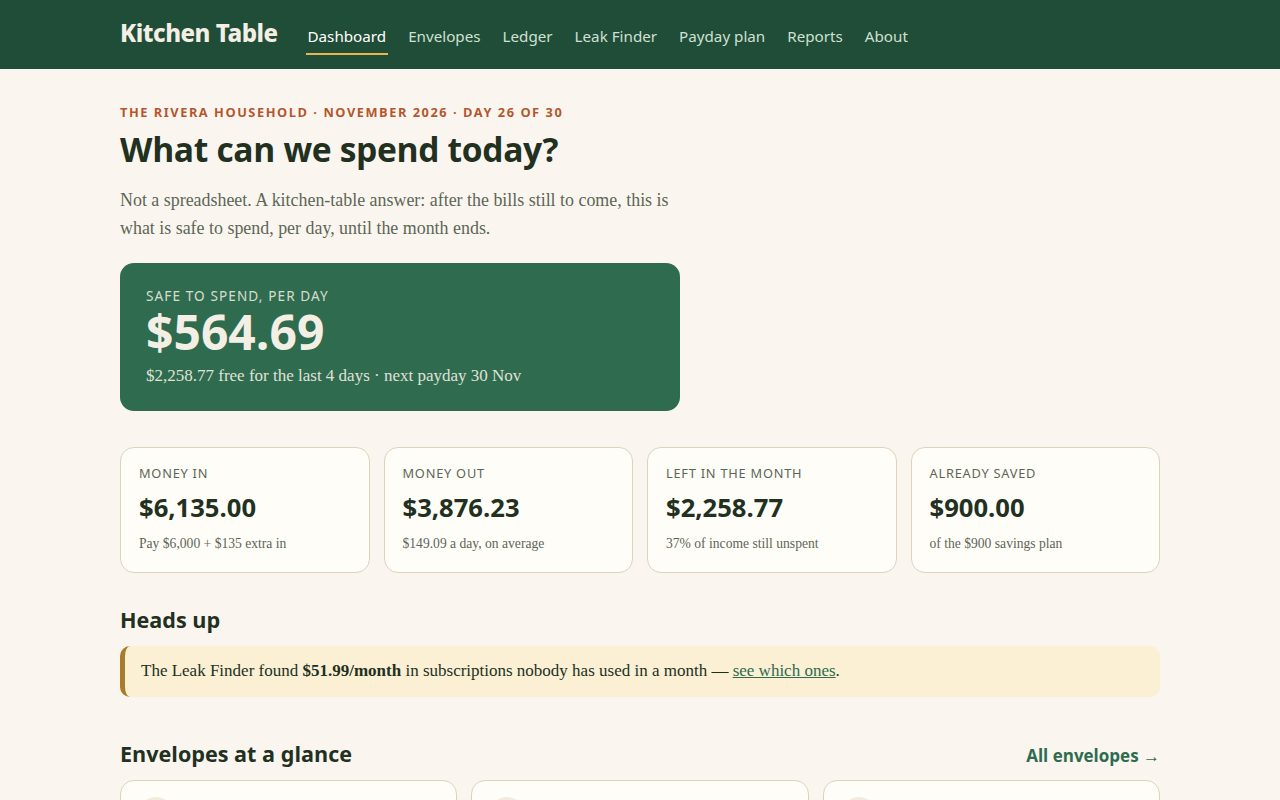 Kitchen Table
Dashboard Envelopes Ledger Leak Finder Payday plan Reports About
THE RIVERA HOUSEHOLD · NOVEMBER 2026 · DAY 26 OF 30
What can we spend today?
Not a spreadsheet. A kitchen-table answer: after the bills still to come, this is
what is safe to spend, per day, until the month ends.
SAFE TO SPEND, PER DAY
$564.69
$2,258.77 free for the last 4 days · next payday 30 Nov
MONEY IN
$6,135.00
Pay $6,000 + $135 extra in
MONEY OUT
$3,876.23
$149.09 a day, on average
LEFT IN THE MONTH
$2,258.77
37% of income still unspent
ALREADY SAVED
$900.00
of the $900 savings plan
Heads up
The Leak Finder found $51.99/month in subscriptions nobody has used in a month — see which ones.
Envelopes at a glance
All envelopes →